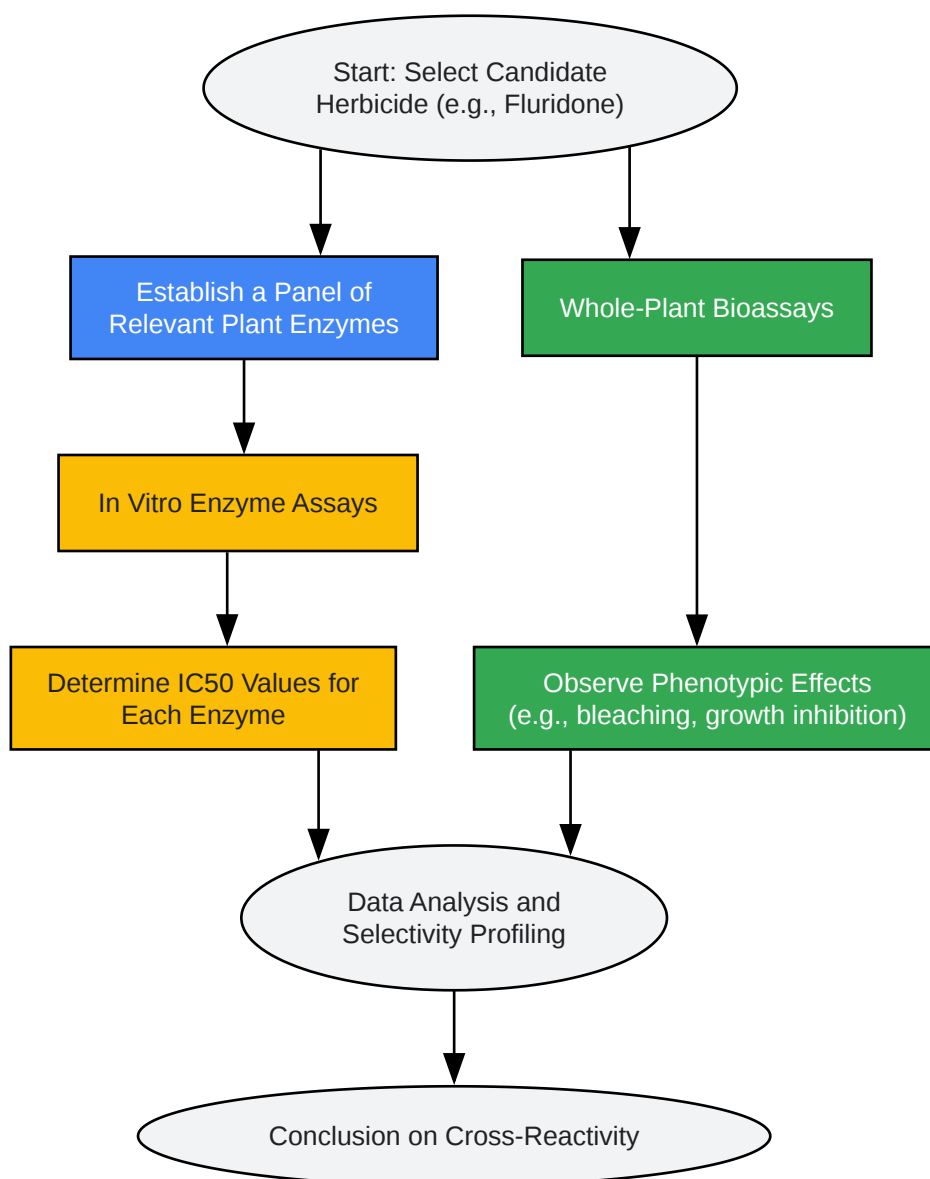 Start: Select Candidate
Herbicide (e.g., Fluridone)
Establish a Panel of
Relevant Plant Enzymes
Whole-Plant Bioassays
In Vitro Enzyme Assays
Determine IC50 Values for
Each Enzyme
Observe Phenotypic Effects
(e.g., bleaching, growth inhibition)
Data Analysis and
Selectivity Profiling
Conclusion on Cross-Reactivity